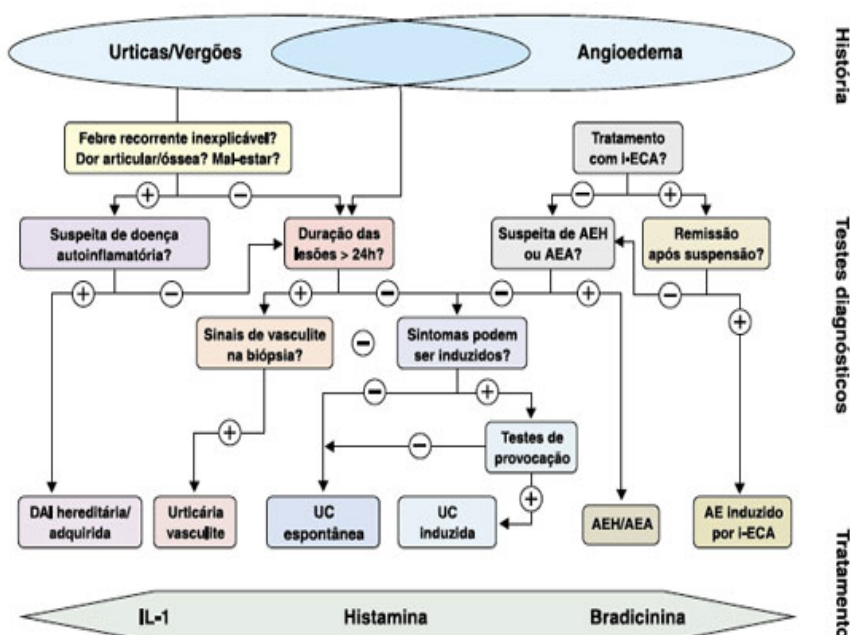 Urticas/Vergões
Angioedema
História
Febre recorrente inexplicável?
Dor articular/óssea? Mal-estar?
Tratamento
com i-ECA?
+
−
−
+
Suspeita de doença
autoinflamatória?
Duração das
lesões > 24h?
Suspeita de AEH
ou AEA?
Remissão
após suspensão?
Testes diagnósticos
+
−
+
−
−
+
−
+
Sinais de vasculite
na biópsia?
−
Sintomas podem
ser induzidos?
−
+
+
−
Testes de
provocação
+
DAI hereditária/
adquirida
Urticária
vasculite
UC
espontânea
UC
induzida
AEH/AEA
AE induzido
por i-ECA
Tratamento
IL-1
Histamina
Bradicinina